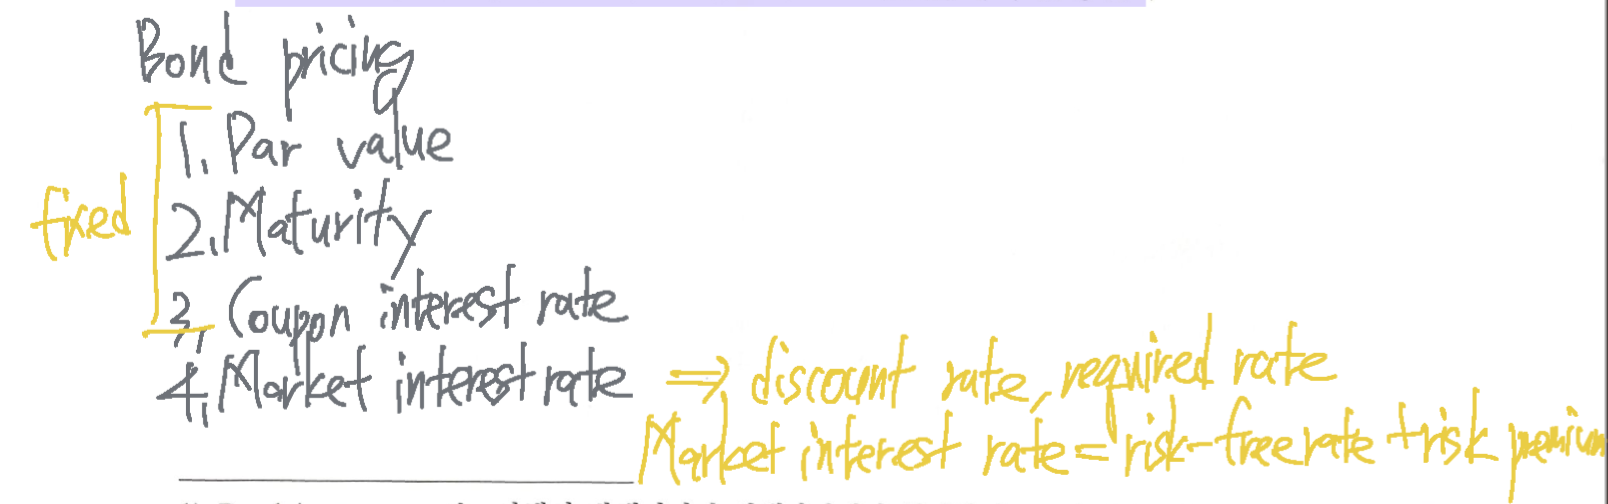 Bond pricing
1. Par value
fixed
2. Maturity
3. Coupon interest rate
4. Market interest rate ⇒ discount rate, required rate
Market interest rate = risk-free rate + risk premium